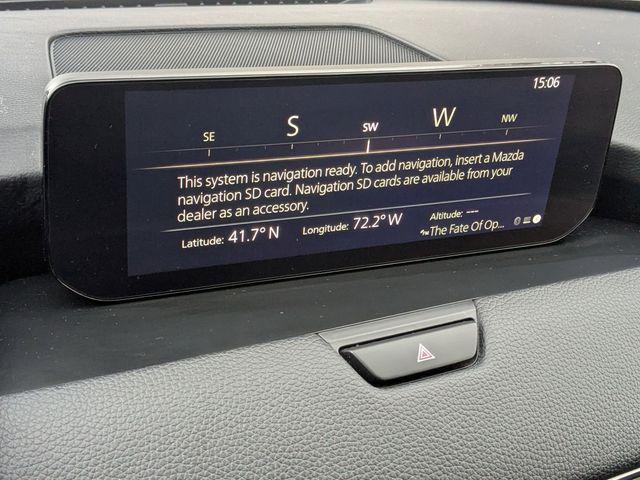 15:06
SE S SW W NW
This system is navigation ready. To add navigation, insert a Mazda
navigation SD card. Navigation SD cards are available from your
dealer as an accessory.
Latitude: 41.7° N Longitude: 72.2° W Altitude: ---
The Fate Of Op...